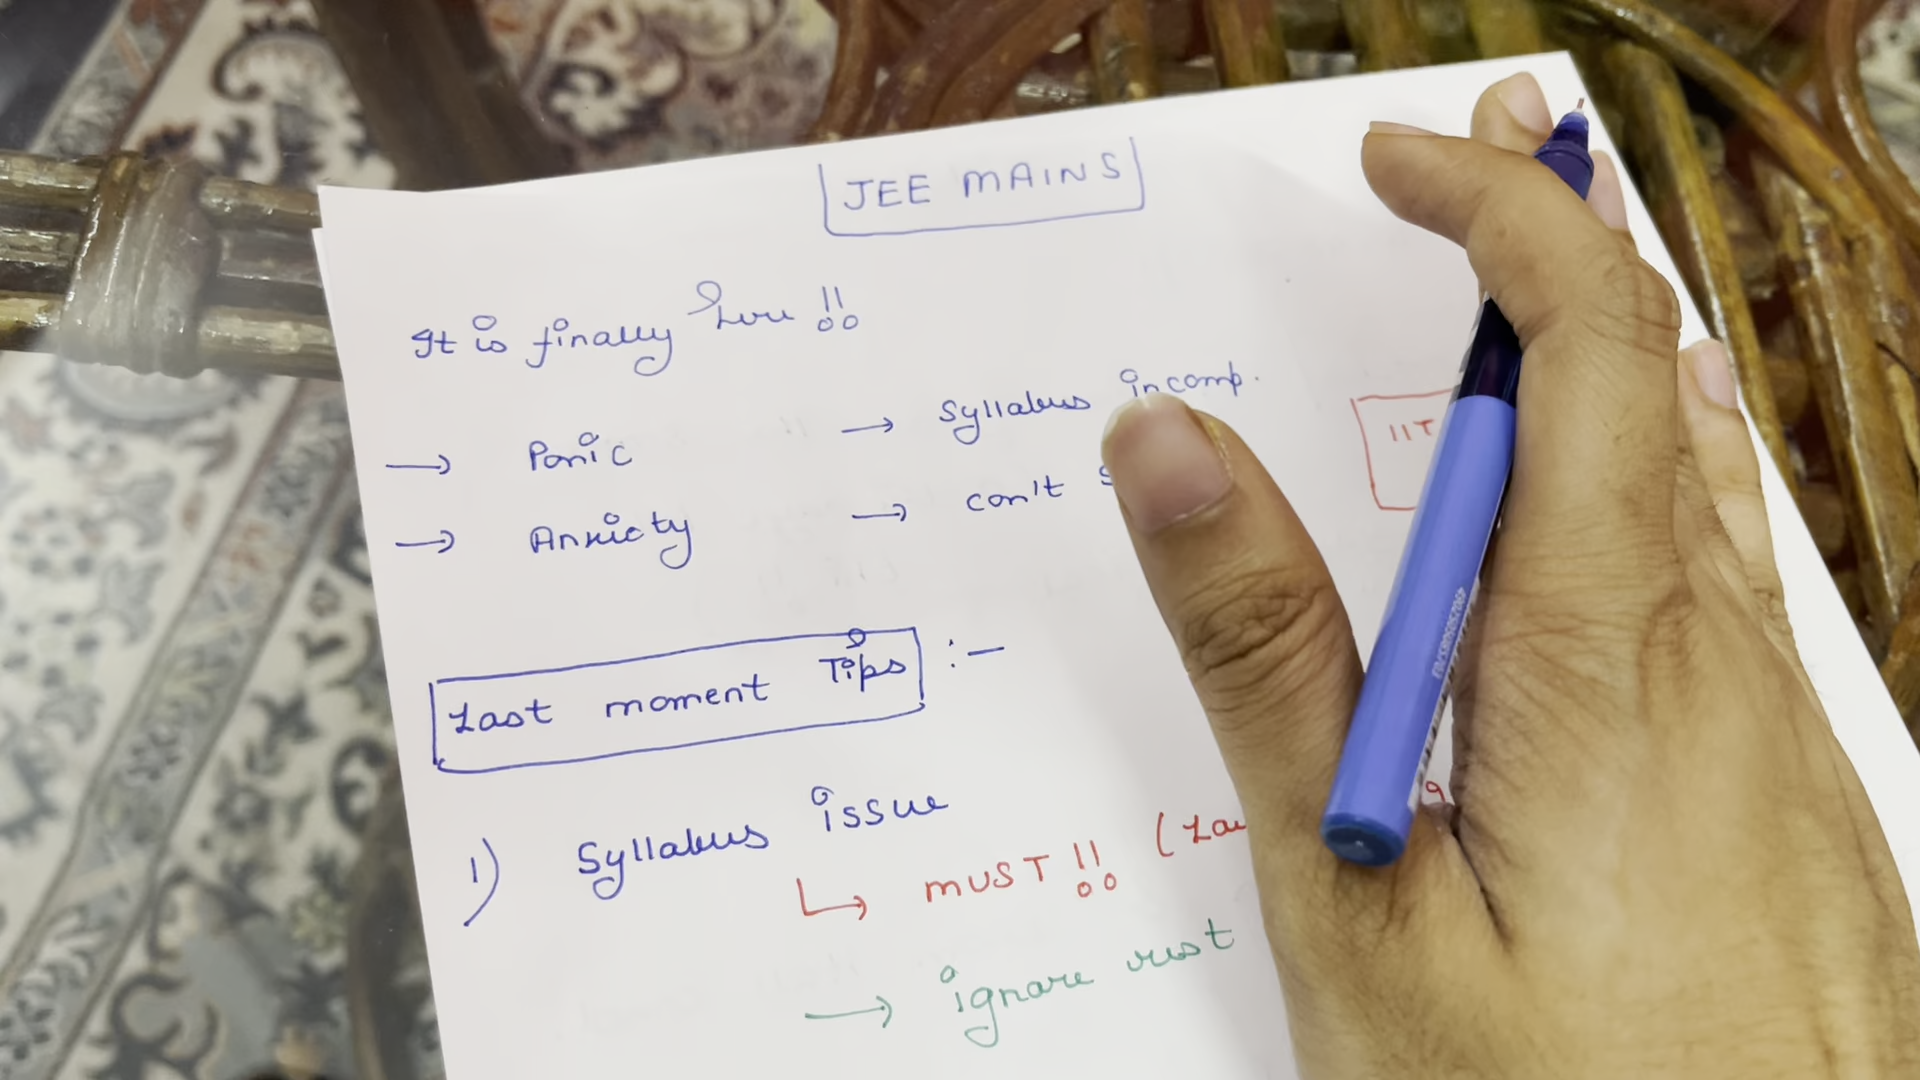 JEE MAINS
It is finally here !!
→ Panic → Syllabus incomp.
→ Anxiety → can't
IIT
Last moment Tips :-
1) Syllabus issue
↳ MUST !! (
→ ignore rest